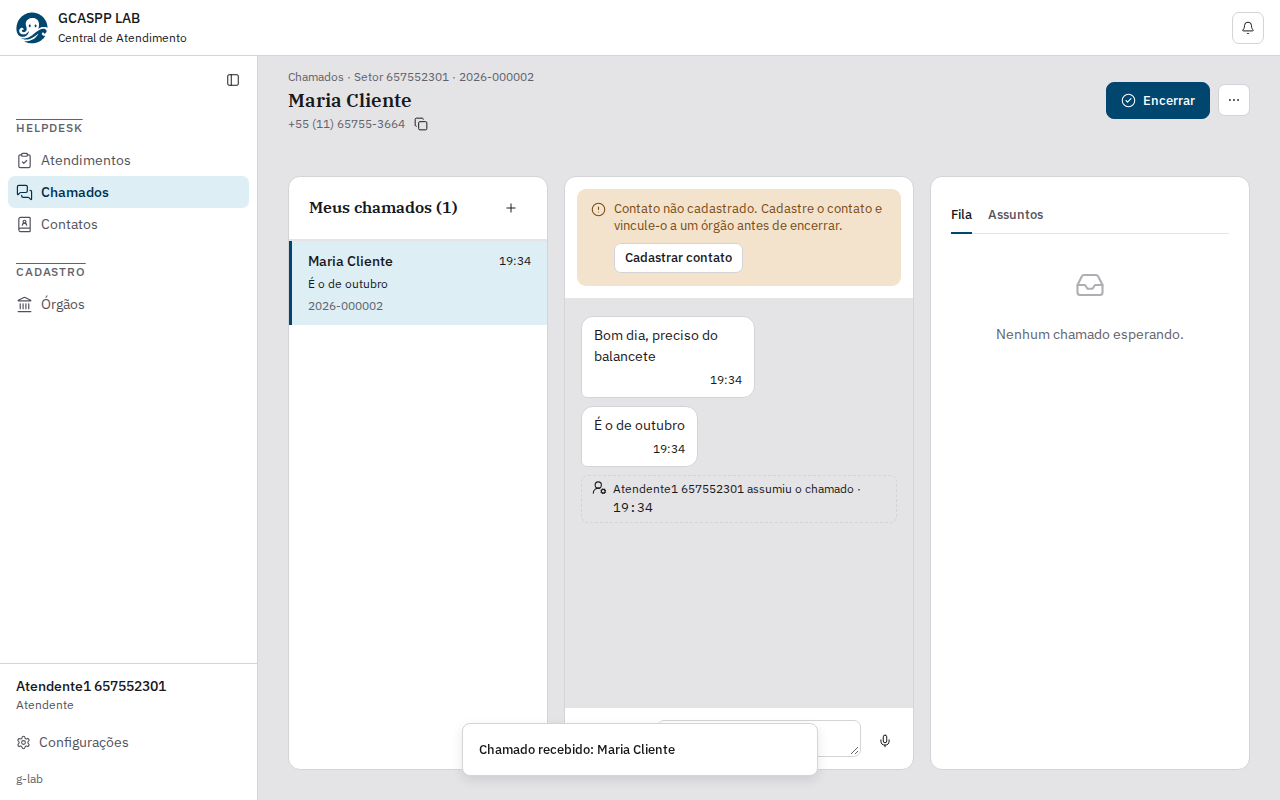 GCASPP LAB
Central de Atendimento
HELPDESK
Atendimentos
Chamados
Contatos
CADASTRO
Órgãos
Atendente1 657552301
Atendente
Configurações
g-lab
Chamados · Setor 657552301 · 2026-000002
Maria Cliente
+55 (11) 65755-3664
Encerrar
Meus chamados (1)
Maria Cliente 19:34
É o de outubro
2026-000002
Contato não cadastrado. Cadastre o contato e
vincule-o a um órgão antes de encerrar.
Cadastrar contato
Bom dia, preciso do
balancete
19:34
É o de outubro
19:34
Atendente1 657552301 assumiu o chamado ·
19:34
Chamado recebido: Maria Cliente
Fila Assuntos
Nenhum chamado esperando.